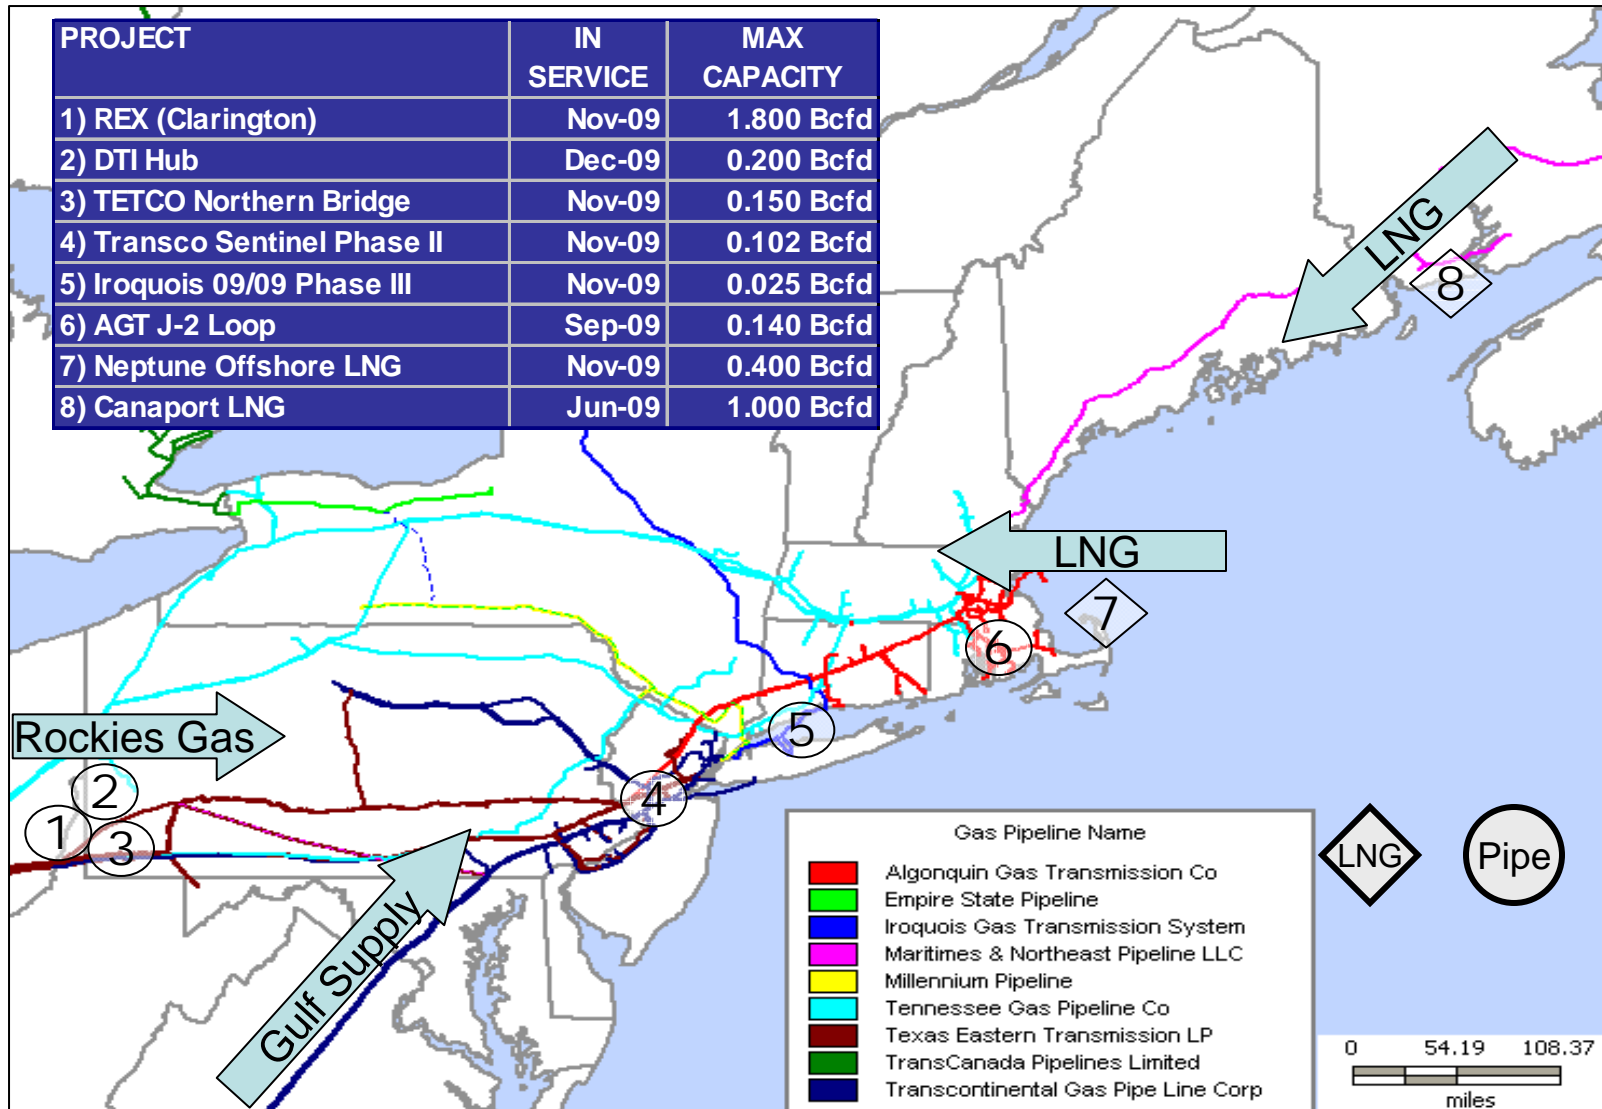 PROJECT IN SERVICE MAX CAPACITY
1) REX (Clarington) Nov-09 1.800 Bcfd
2) DTI Hub Dec-09 0.200 Bcfd
3) TETCO Northern Bridge Nov-09 0.150 Bcfd
4) Transco Sentinel Phase II Nov-09 0.102 Bcfd
5) Iroquois 09/09 Phase III Nov-09 0.025 Bcfd
6) AGT J-2 Loop Sep-09 0.140 Bcfd
7) Neptune Offshore LNG Nov-09 0.400 Bcfd
8) Canaport LNG Jun-09 1.000 Bcfd
LNG
8
LNG
7
6
5
Rockies Gas
2
4
1
3
Gulf Supply
Gas Pipeline Name
Algonquin Gas Transmission Co
Empire State Pipeline
Iroquois Gas Transmission System
Maritimes & Northeast Pipeline LLC
Millennium Pipeline
Tennessee Gas Pipeline Co
Texas Eastern Transmission LP
TransCanada Pipelines Limited
Transcontinental Gas Pipe Line Corp
LNG
Pipe
0 54.19 108.37
miles